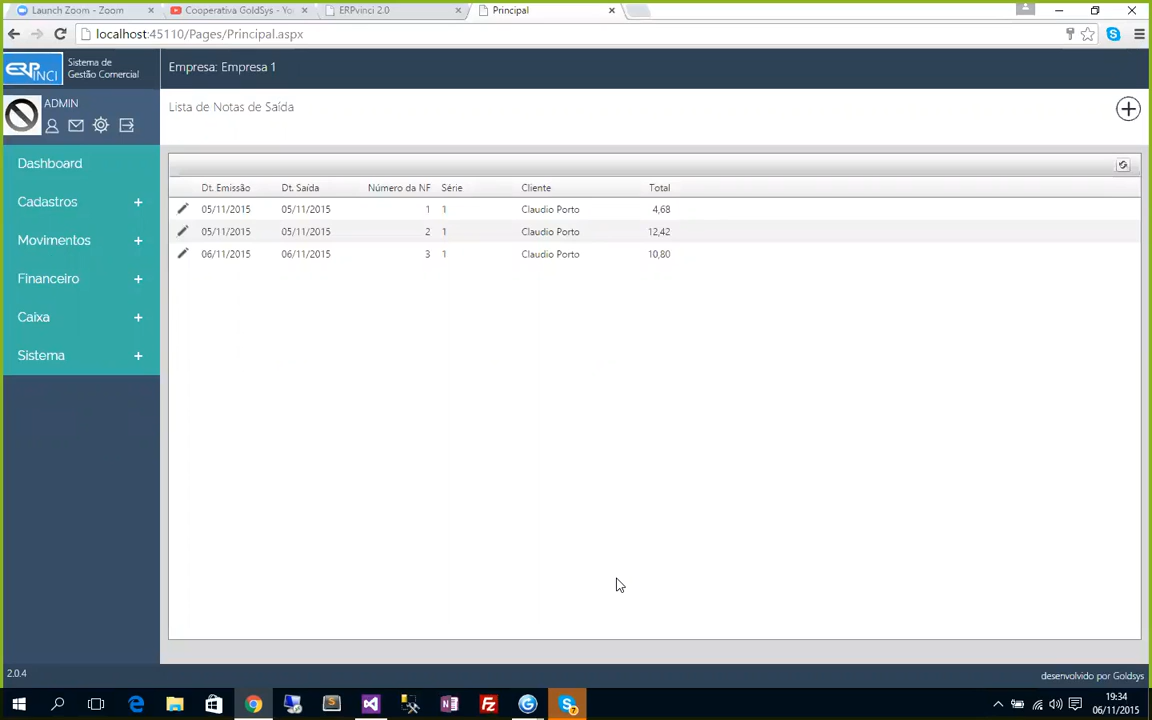 Launch Zoom - Zoom
Cooperativa GoldSys - Yo
ERPvinci 2.0
Principal
localhost:45110/Pages/Principal.aspx
ERPVINCI
Sistema de
Gestão Comercial
Empresa: Empresa 1
ADMIN
Lista de Notas de Saída
Dashboard
Cadastros +
Movimentos +
Financeiro +
Caixa +
Sistema +
Dt. Emissão Dt. Saída Número da NF Série Cliente Total
05/11/2015 05/11/2015 1 1 Claudio Porto 4,68
05/11/2015 05/11/2015 2 1 Claudio Porto 12,42
06/11/2015 06/11/2015 3 1 Claudio Porto 10,80
2.0.4
desenvolvido por Goldsys
19:34
06/11/2015